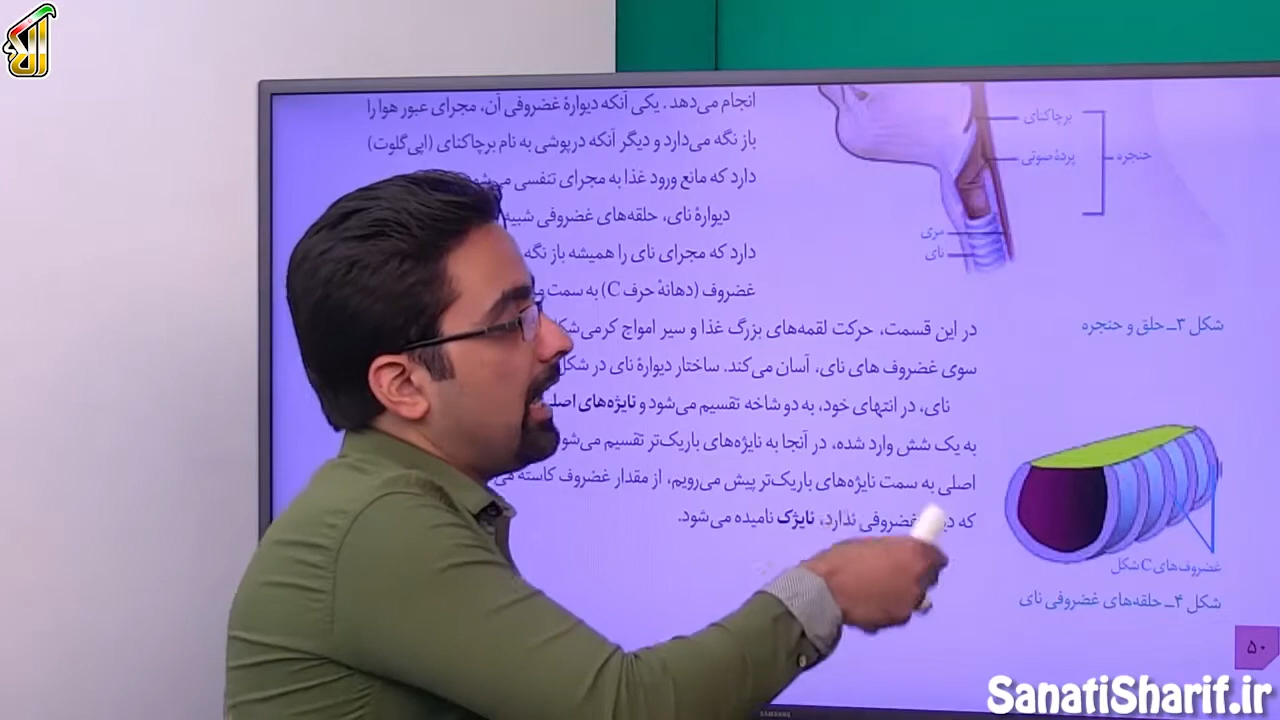 انجام می‌دهد. یکی آنکه دیوارهٔ غضروفی آن، مجرای عبور هوا را
باز نگه می‌دارد و دیگر آنکه درپوشی به نام برچاکنای (اپی‌گلوت)
دارد که مانع ورود غذا به مجرای تنفسی
دیوارهٔ نای، حلقه‌های غضروفی شبیه
دارد که مجرای نای را همیشه باز نگه
غضروف (دهانهٔ حرف C) به سمت
در این قسمت، حرکت لقمه‌های بزرگ غذا و سیر امواج
سوی غضروف های نای، آسان می‌کند. ساختار دیوارهٔ نای در شکل
نای، در انتهای خود، به دو شاخه تقسیم می‌شود و نایژه‌های
به یک شش وارد شده، در آنجا به نایژه‌های باریک‌تر تقسیم
اصلی به سمت نایژه‌های باریک‌تر پیش می‌رویم، از مقدار غضروف کاسته
که غضروفی ندارد، نایژک نامیده می‌شود.
برچاکنای
پردهٔ صوتی
حنجره
مری
نای
شکل ۳ـ حلق و حنجره
غضروف‌های C شکل
شکل ۴ـ حلقه‌های غضروفی نای
۵۰
SAMSUNG
SanatiSharif.ir